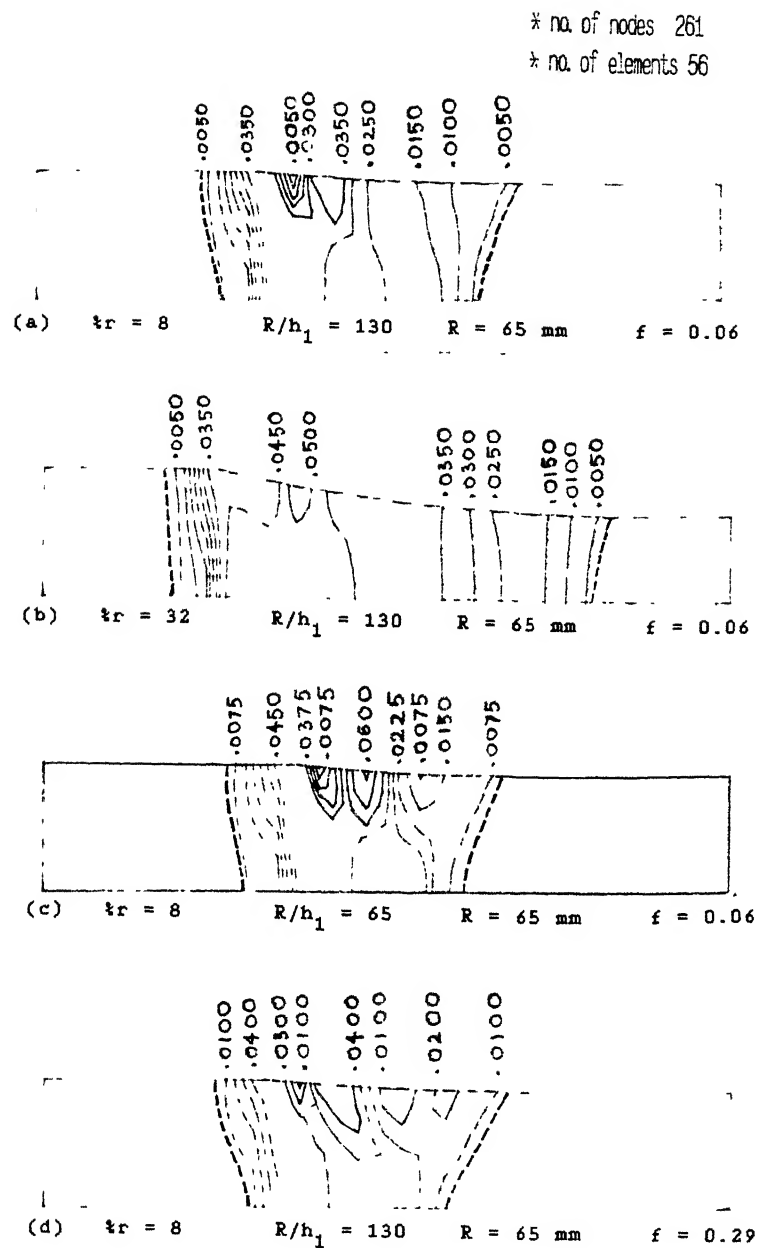 * no. of nodes 261
* no. of elements 56
.0050 .0350 .0050 .0300 .0350 .0250 .0150 .0100 .0050
(a) %r = 8 R/h1 = 130 R = 65 mm f = 0.06
.0050 .0350 .0450 .0500 .0350 .0300 .0250 .0150 .0100 .0050
(b) %r = 32 R/h1 = 130 R = 65 mm f = 0.06
.0075 .0450 .0375 .0075 .0600 .0225 .0075 .0150 .0075
(c) %r = 8 R/h1 = 65 R = 65 mm f = 0.06
.0100 .0400 .0300 .0100 .0400 .0100 .0200 .0100
(d) %r = 8 R/h1 = 130 R = 65 mm f = 0.29